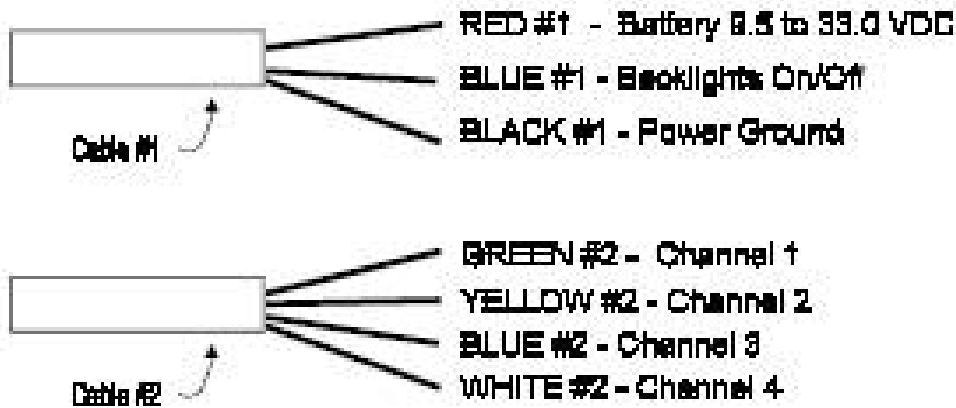 RED #1 - Battery 9.5 to 33.0 VDC
BLUE #1 - Backlights On/Off
BLACK #1 - Power Ground
Cable #1
GREEN #2 - Channel 1
YELLOW #2 - Channel 2
BLUE #2 - Channel 3
WHITE #2 - Channel 4
Cable #2